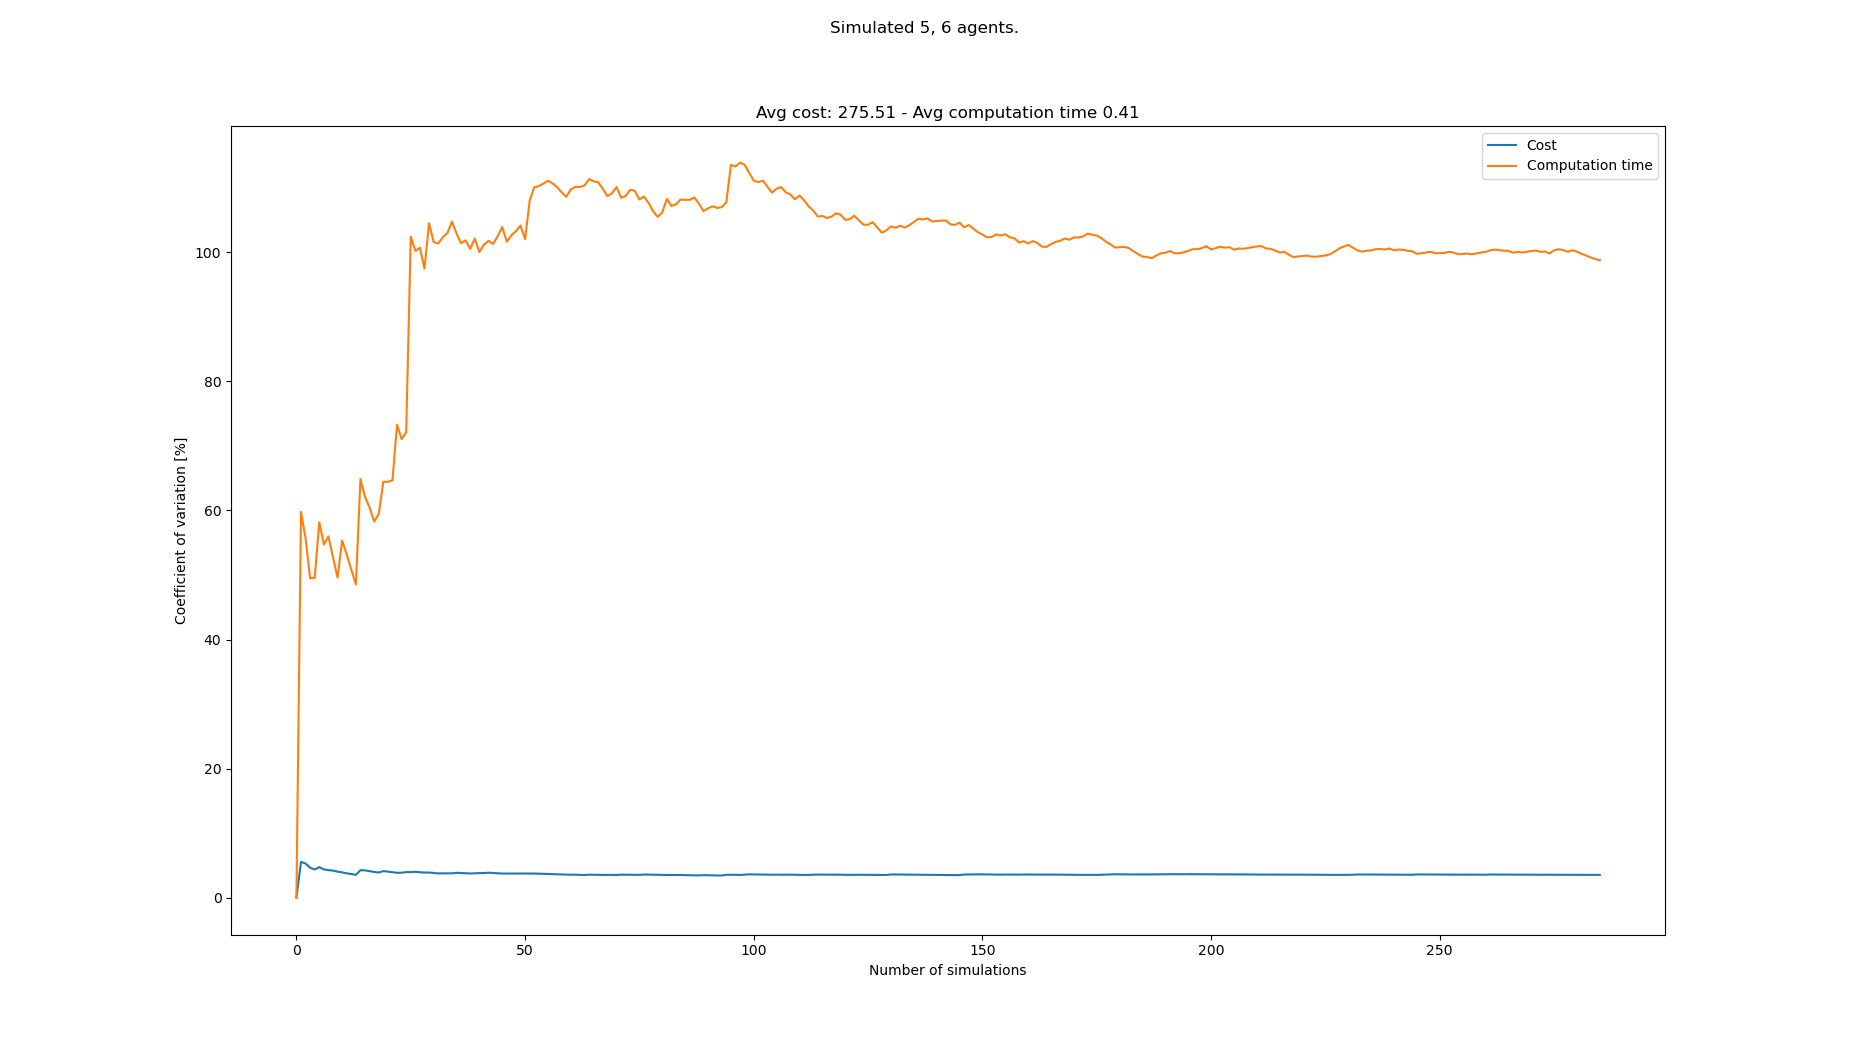 Simulated 5, 6 agents.
Avg cost: 275.51 - Avg computation time 0.41
Cost
Computation time
100
80
60
40
20
0
Coefficient of variation [%]
0 50 100 150 200 250
Number of simulations